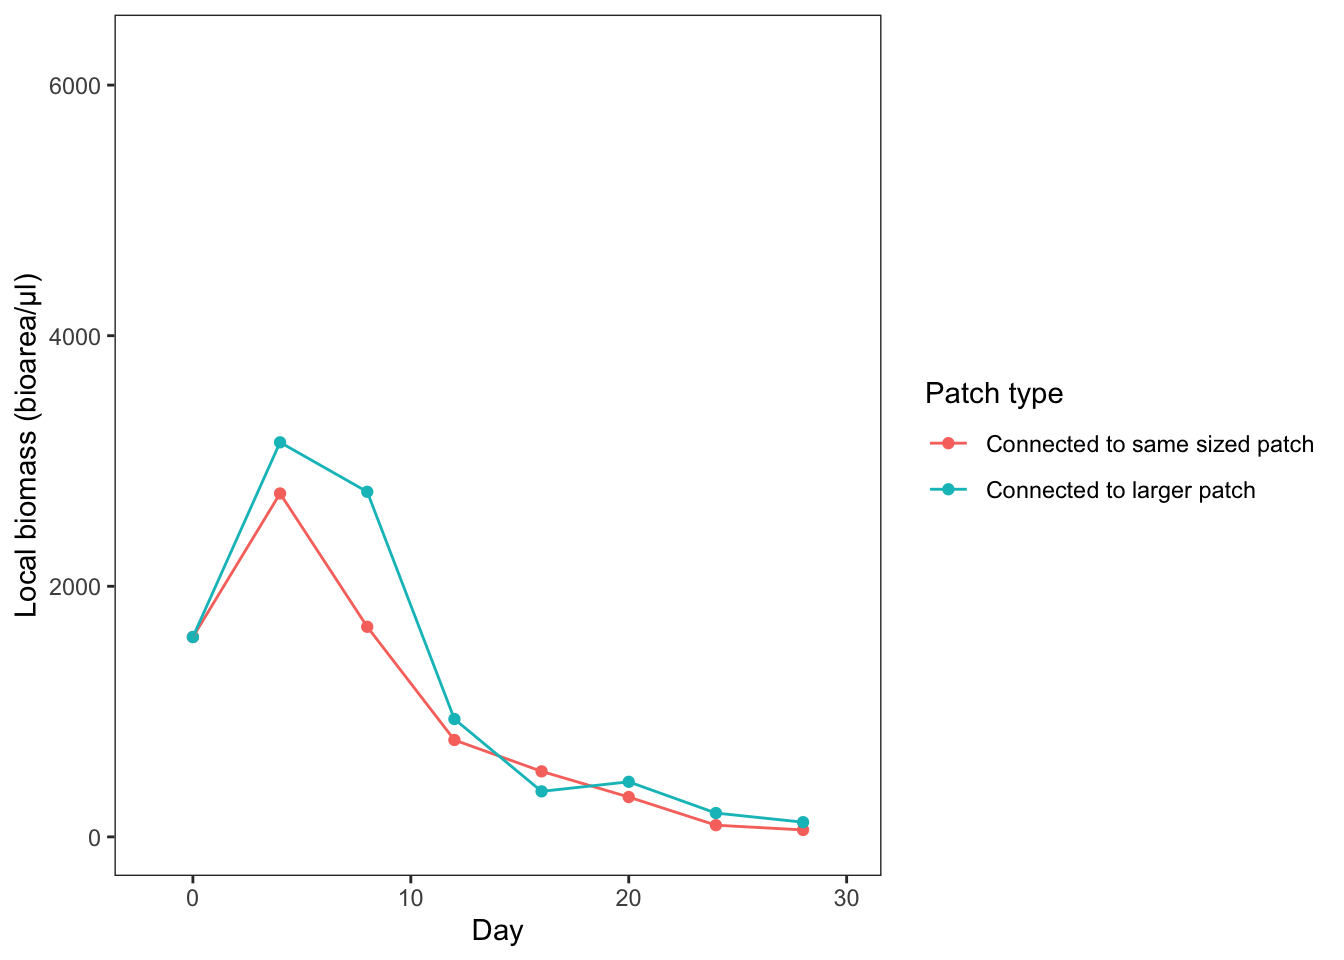 6000
4000
2000
0
Local biomass (bioarea/μl)
0 10 20 30
Day
Patch type
Connected to same sized patch
Connected to larger patch